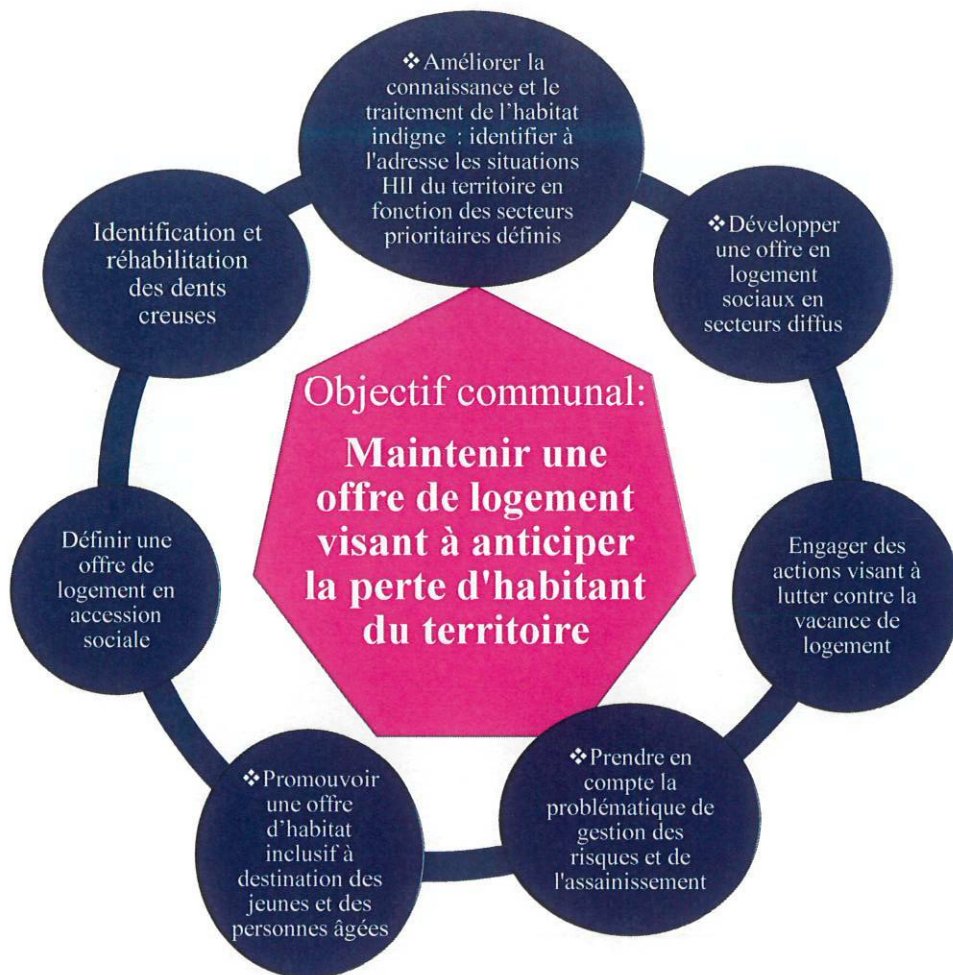 ❖Améliorer la
connaissance et le
traitement de l'habitat
indigne : identifier à
l'adresse les situations
HII du territoire en
fonction des secteurs
prioritaires définis
❖Développer
une offre en
logement
sociaux en
secteurs diffus
Engager des
actions visant à
lutter contre la
vacance de
logement
❖Prendre en
compte la
problématique de
gestion des
risques et de
l'assainissement
❖Promouvoir
une offre
d'habitat
inclusif à
destination des
jeunes et des
personnes âgées
Définir une
offre de
logement en
accession
sociale
Identification et
réhabilitation
des dents
creuses
Objectif communal:
Maintenir une
offre de logement
visant à anticiper
la perte d'habitant
du territoire